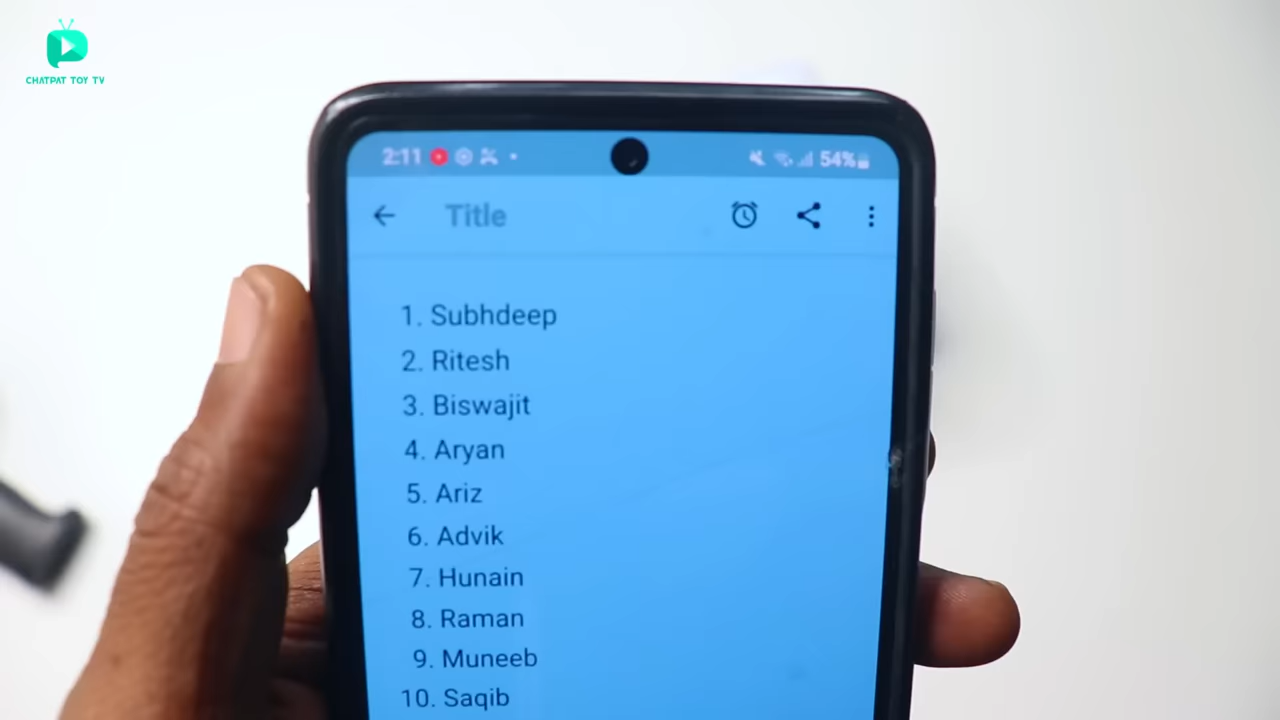 CHATPAT TOY TV
2:11 54%
Title
1. Subhdeep
2. Ritesh
3. Biswajit
4. Aryan
5. Ariz
6. Advik
7. Hunain
8. Raman
9. Muneeb
10. Saqib